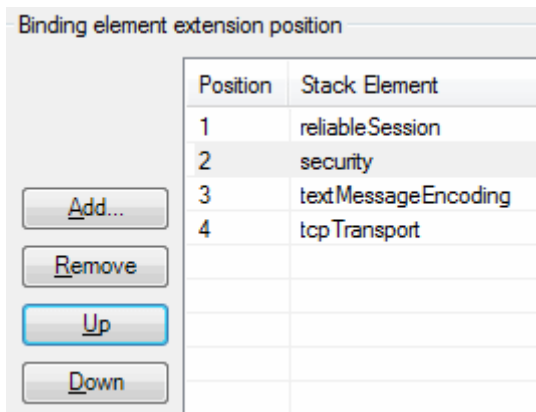 Binding element extension position
Position Stack Element
1 reliableSession
2 security
3 textMessageEncoding
4 tcpTransport
Add...
Remove
Up
Down